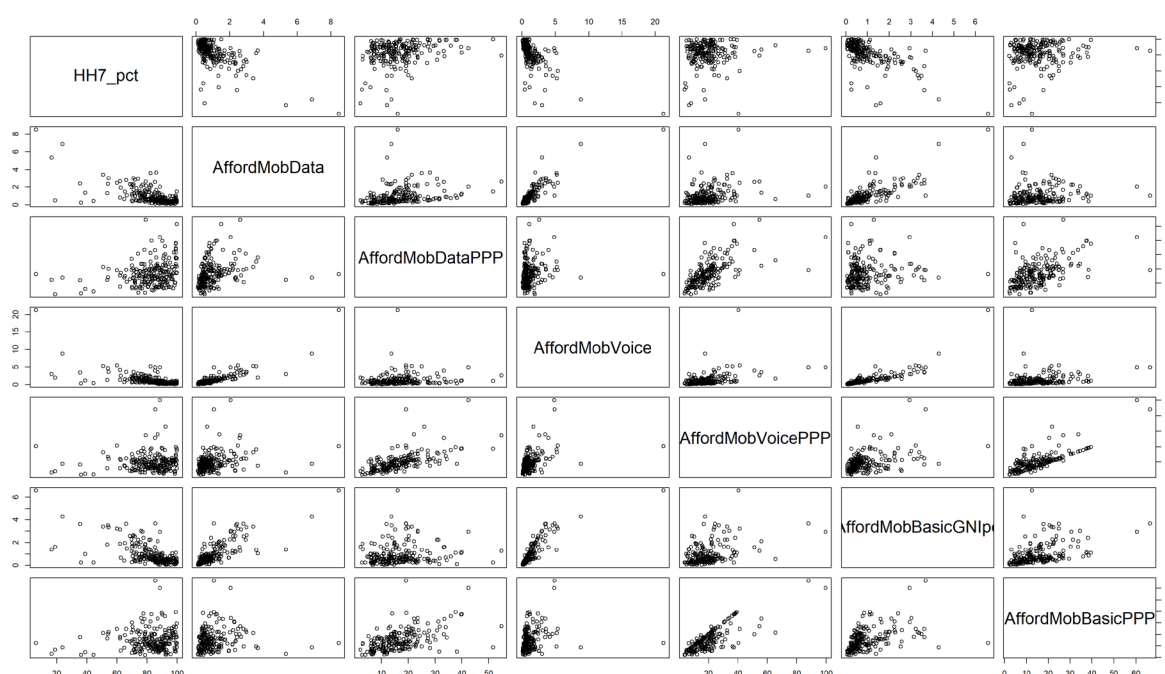 0 2 4 6 8 0 5 10 15 20 0 1 2 3 4 5 6
HH7_pct
8
6
4
2
0
AffordMobData
AffordMobDataPPP
20
15
10
5
0
AffordMobVoice
AffordMobVoicePPP
6
4
2
0
AffordMobBasicGNIp
AffordMobBasicPPP
20 40 60 80 100 10 20 30 40 50 20 40 60 80 100 0 10 20 30 40 50 60